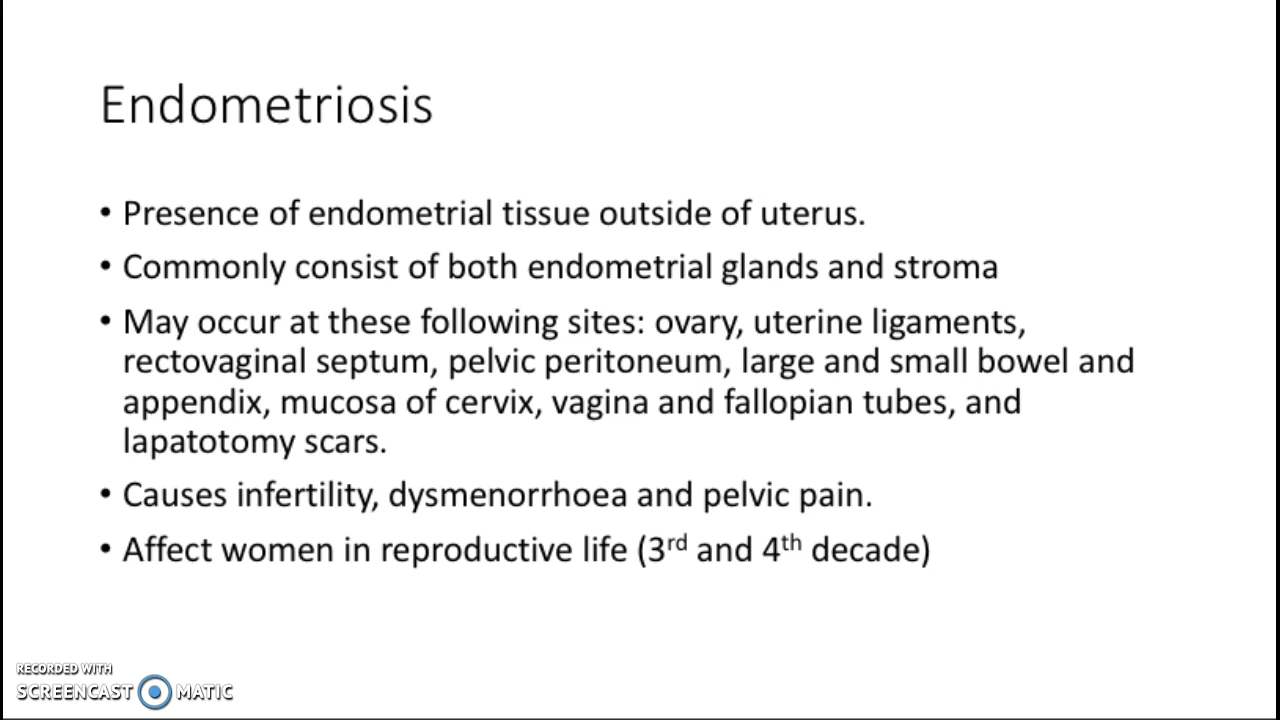 Endometriosis
• Presence of endometrial tissue outside of uterus.
• Commonly consist of both endometrial glands and stroma
• May occur at these following sites: ovary, uterine ligaments,
rectovaginal septum, pelvic peritoneum, large and small bowel and
appendix, mucosa of cervix, vagina and fallopian tubes, and
lapatotomy scars.
• Causes infertility, dysmenorrhoea and pelvic pain.
• Affect women in reproductive life (3rd and 4th decade)
RECORDED WITH
SCREENCAST MATIC